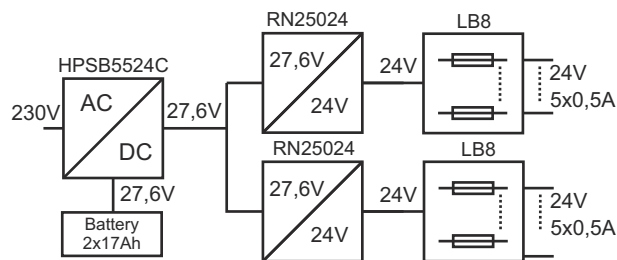 RN25024
LB8
HPSB5524C
27,6V
24V
24V
24V
5x0,5A
230V
AC
DC
27,6V
27,6V
Battery
2x17Ah
RN25024
LB8
27,6V
24V
24V
24V
5x0,5A